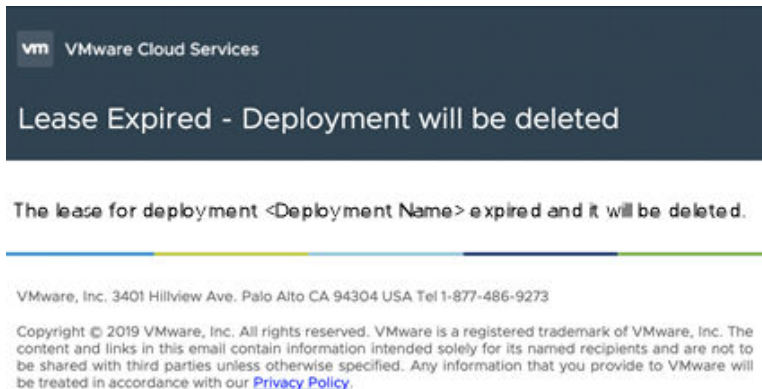 vm VMware Cloud Services
Lease Expired - Deployment will be deleted
The lease for deployment <Deployment Name> expired and it will be deleted.
VMware, Inc. 3401 Hillview Ave. Palo Alto CA 94304 USA Tel 1-877-486-9273
Copyright © 2019 VMware, Inc. All rights reserved. VMware is a registered trademark of VMware, Inc. The
content and links in this email contain information intended solely for its named recipients and are not to
be shared with third parties unless otherwise specified. Any information that you provide to VMware will
be treated in accordance with our Privacy Policy.